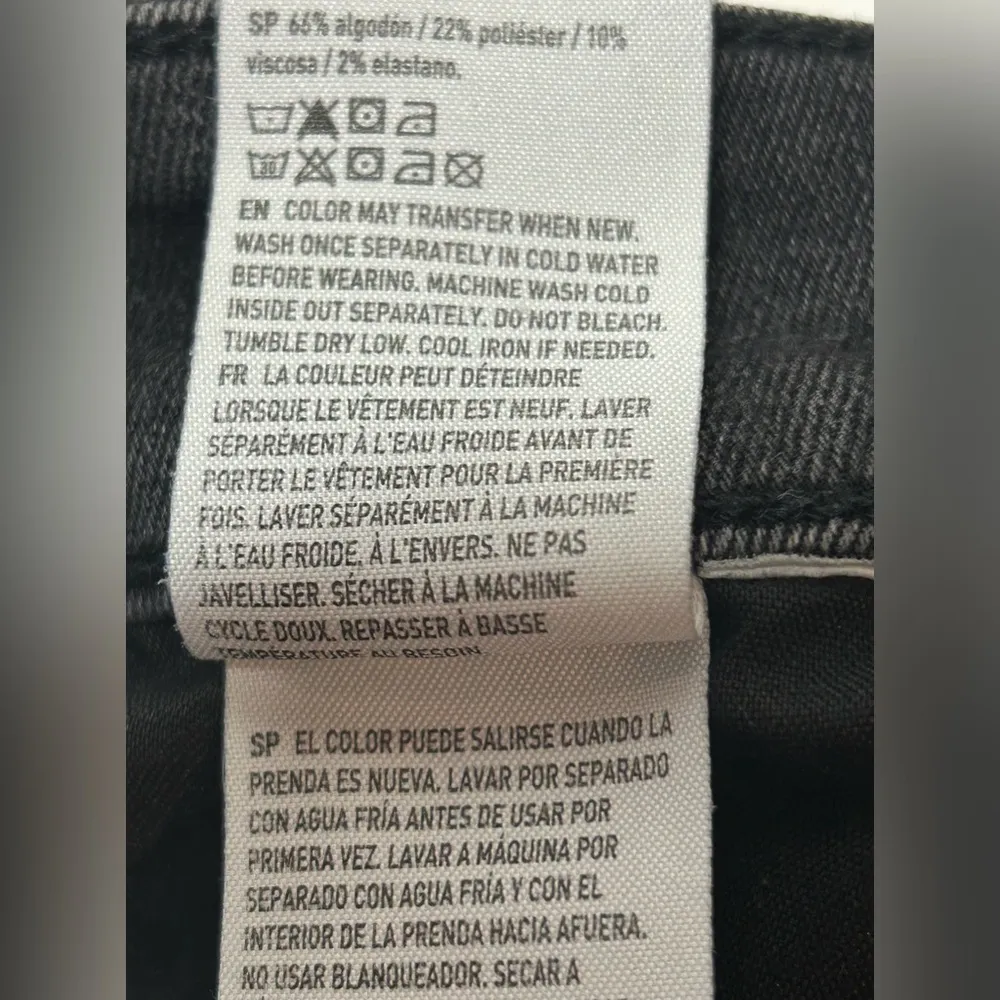 SP 66% algodón / 22% poliéster / 10%
viscosa / 2% elastano.
30
EN COLOR MAY TRANSFER WHEN NEW.
WASH ONCE SEPARATELY IN COLD WATER
BEFORE WEARING. MACHINE WASH COLD
INSIDE OUT SEPARATELY. DO NOT BLEACH.
TUMBLE DRY LOW. COOL IRON IF NEEDED.
FR LA COULEUR PEUT DÉTEINDRE
LORSQUE LE VÊTEMENT EST NEUF. LAVER
SÉPARÉMENT À L'EAU FROIDE AVANT DE
PORTER LE VÊTEMENT POUR LA PREMIÈRE
FOIS. LAVER SÉPARÉMENT À LA MACHINE
À L'EAU FROIDE, À L'ENVERS. NE PAS
JAVELLISER. SÉCHER À LA MACHINE
CYCLE DOUX. REPASSER À BASSE
TEMPÉRATURE AU BESOIN.
SP EL COLOR PUEDE SALIRSE CUANDO LA
PRENDA ES NUEVA. LAVAR POR SEPARADO
CON AGUA FRÍA ANTES DE USAR POR
PRIMERA VEZ. LAVAR A MÁQUINA POR
SEPARADO CON AGUA FRÍA Y CON EL
INTERIOR DE LA PRENDA HACIA AFUERA.
NO USAR BLANQUEADOR. SECAR A